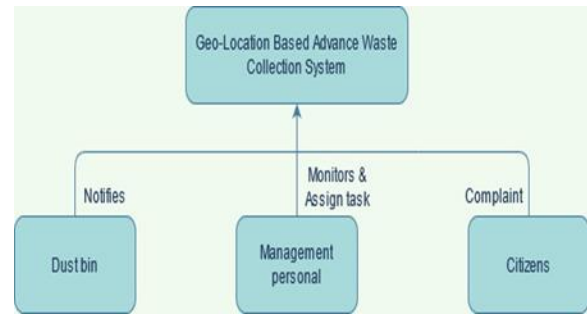 Geo-Location Based Advance Waste
Collection System
Notifies
Monitors &
Assign task
Complaint
Dust bin
Management
personal
Citizens